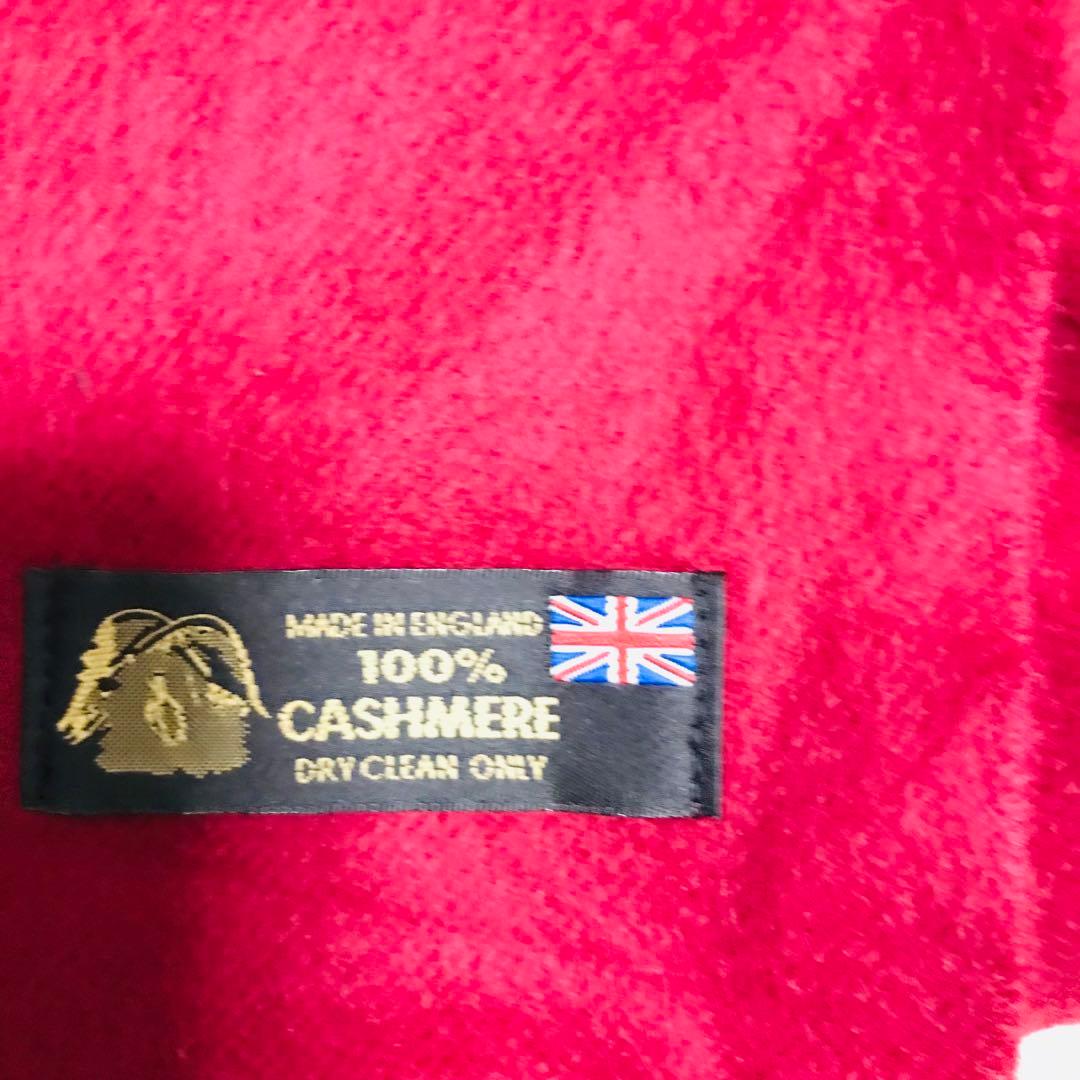 MADE IN ENGLAND
100%
CASHMERE
DRY CLEAN ONLY